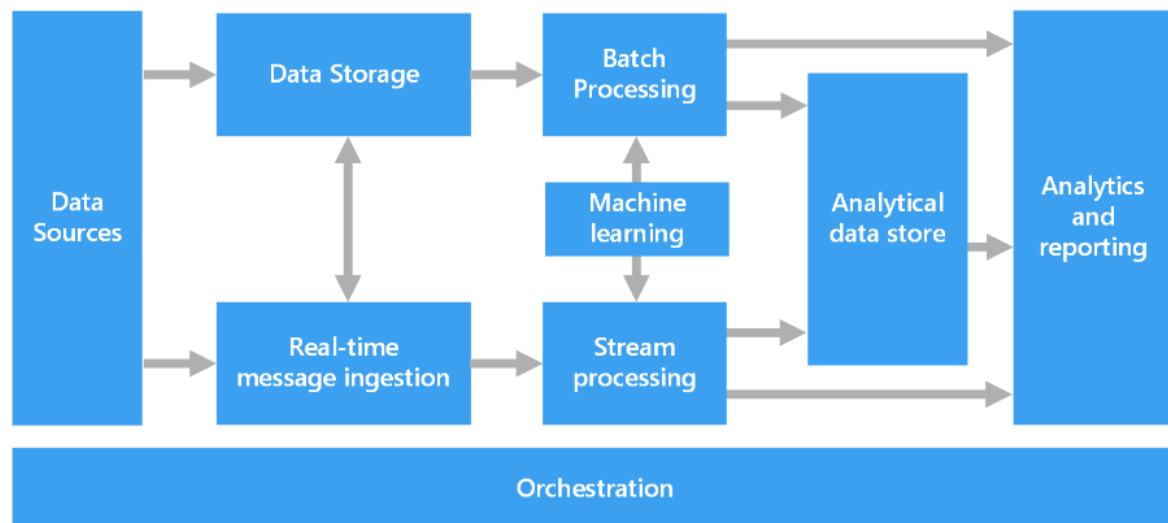 Data
Sources
Data Storage
Real-time
message ingestion
Batch
Processing
Machine
learning
Stream
processing
Analytical
data store
Analytics
and
reporting
Orchestration